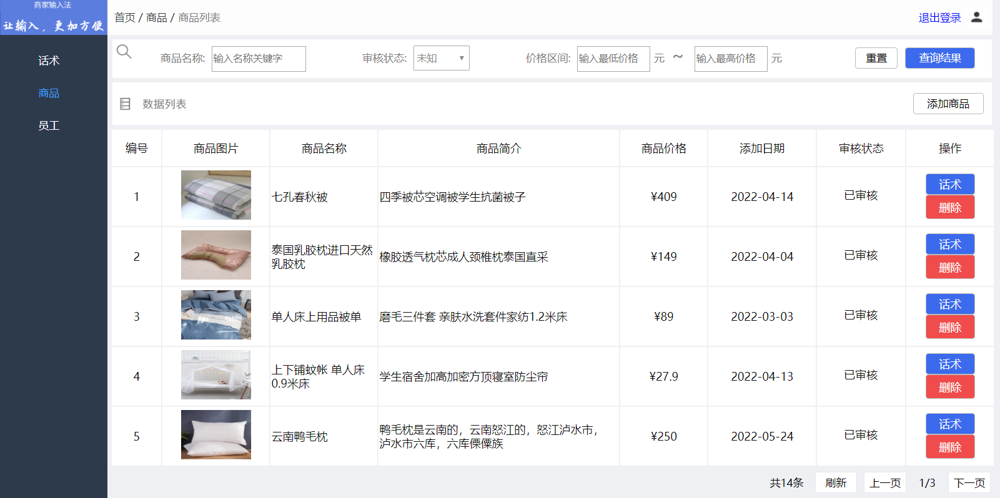 商家输入法
让输入，更加方便
首页 / 商品 / 商品列表
退出登录
话术
商品
员工
商品名称: 输入名称关键字 审核状态: 未知 价格区间: 输入最低价格 元 ~ 输入最高价格 元 重置 查询结果
数据列表 添加商品
编号 商品图片 商品名称 商品简介 商品价格 添加日期 审核状态 操作
1 七孔春秋被 四季被芯空调被学生抗菌被子 ¥409 2022-04-14 已审核 话术
删除
2 泰国乳胶枕进口天然
乳胶枕 橡胶透气枕芯成人颈椎枕泰国直采 ¥149 2022-04-04 已审核 话术
删除
3 单人床上用品被单 磨毛三件套 亲肤水洗套件家纺1.2米床 ¥89 2022-03-03 已审核 话术
删除
4 上下铺蚊帐 单人床
0.9米床 学生宿舍加高加密方顶寝室防尘帘 ¥27.9 2022-04-13 已审核 话术
删除
5 云南鸭毛枕 鸭毛枕是云南的，云南怒江的，怒江泸水市，
泸水市六库，六库傈僳族 ¥250 2022-05-24 已审核 话术
删除
共14条 刷新 上一页 1/3 下一页